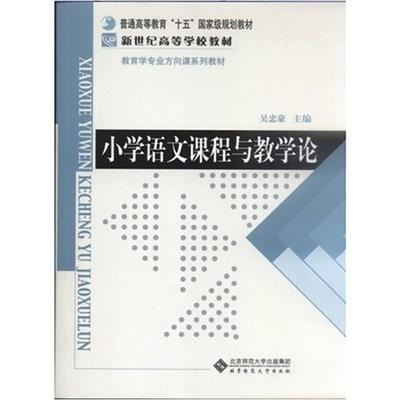 普通高等教育“十五”国家级规划教材
新世纪高等学校教材
教育学专业方向课系列教材
吴忠豪 主编
小学语文课程与教学论
XIAOXUE YUWEN KECHENG YU JIAOXUELUN
北京师范大学出版集团
北京师范大学出版社